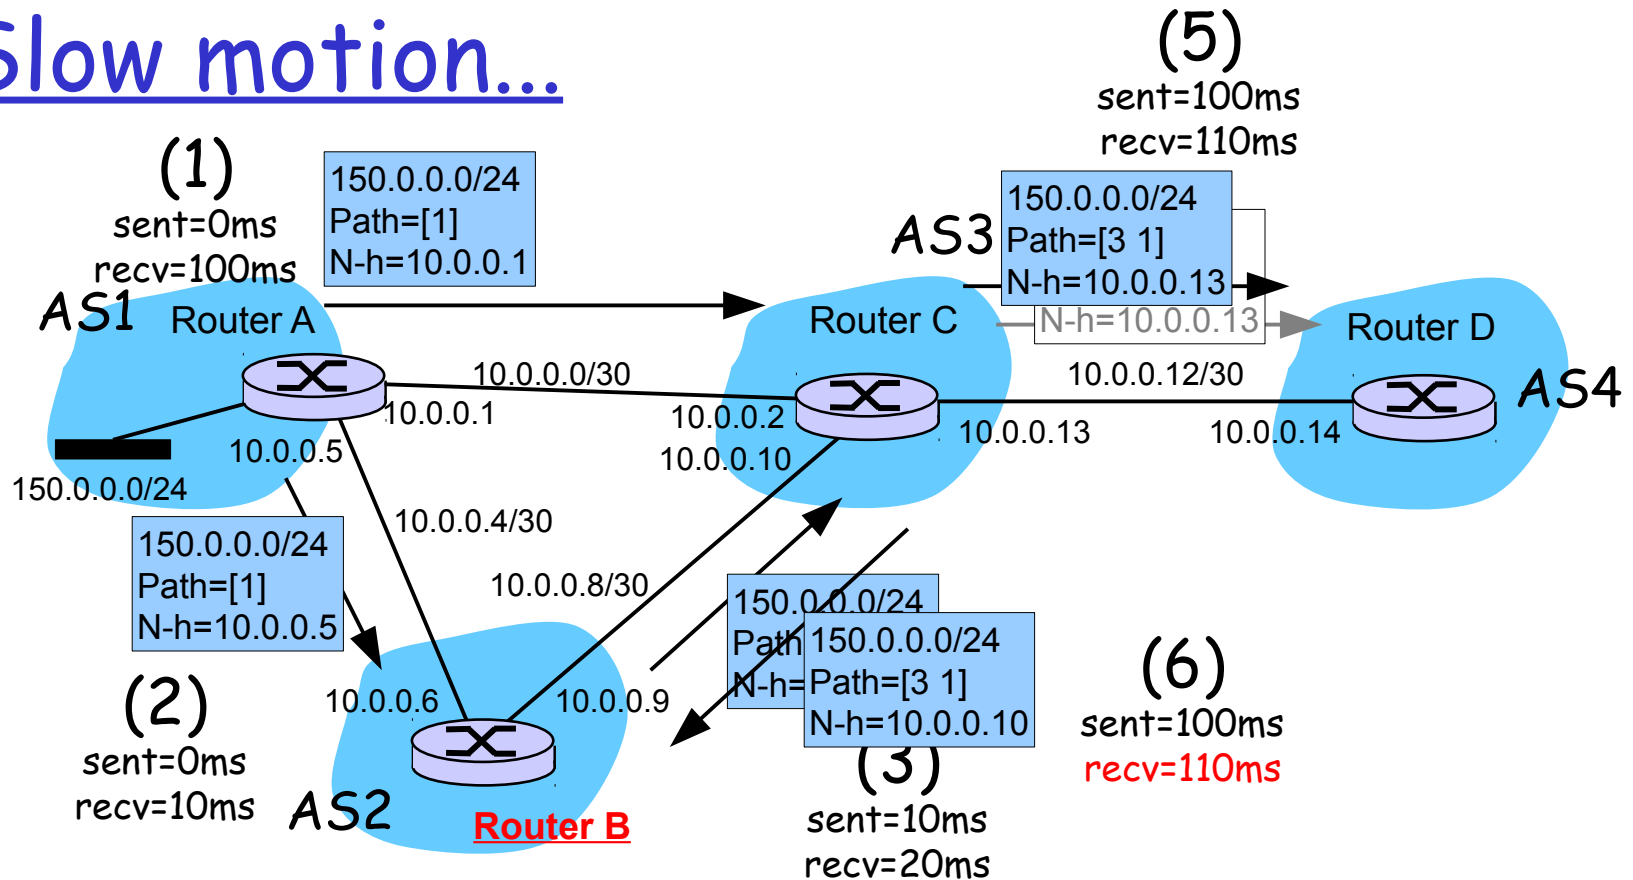 Slow motion...
(1)
sent=0ms
recv=100ms
150.0.0.0/24
Path=[1]
N-h=10.0.0.1
(5)
sent=100ms
recv=110ms
150.0.0.0/24
Path=[3 1]
N-h=10.0.0.13
N-h=10.0.0.13
AS1
Router A
AS3
Router C
Router D
AS4
10.0.0.0/30
10.0.0.1
10.0.0.2
10.0.0.10
10.0.0.12/30
10.0.0.13
10.0.0.14
10.0.0.5
150.0.0.0/24
10.0.0.4/30
150.0.0.0/24
Path=[1]
N-h=10.0.0.5
10.0.0.8/30
150.0.0.0/24
Path
N-h=
150.0.0.0/24
Path=[3 1]
N-h=10.0.0.10
(2)
sent=0ms
recv=10ms
10.0.0.6
10.0.0.9
AS2
Router B
(3)
sent=10ms
recv=20ms
(6)
sent=100ms
recv=110ms